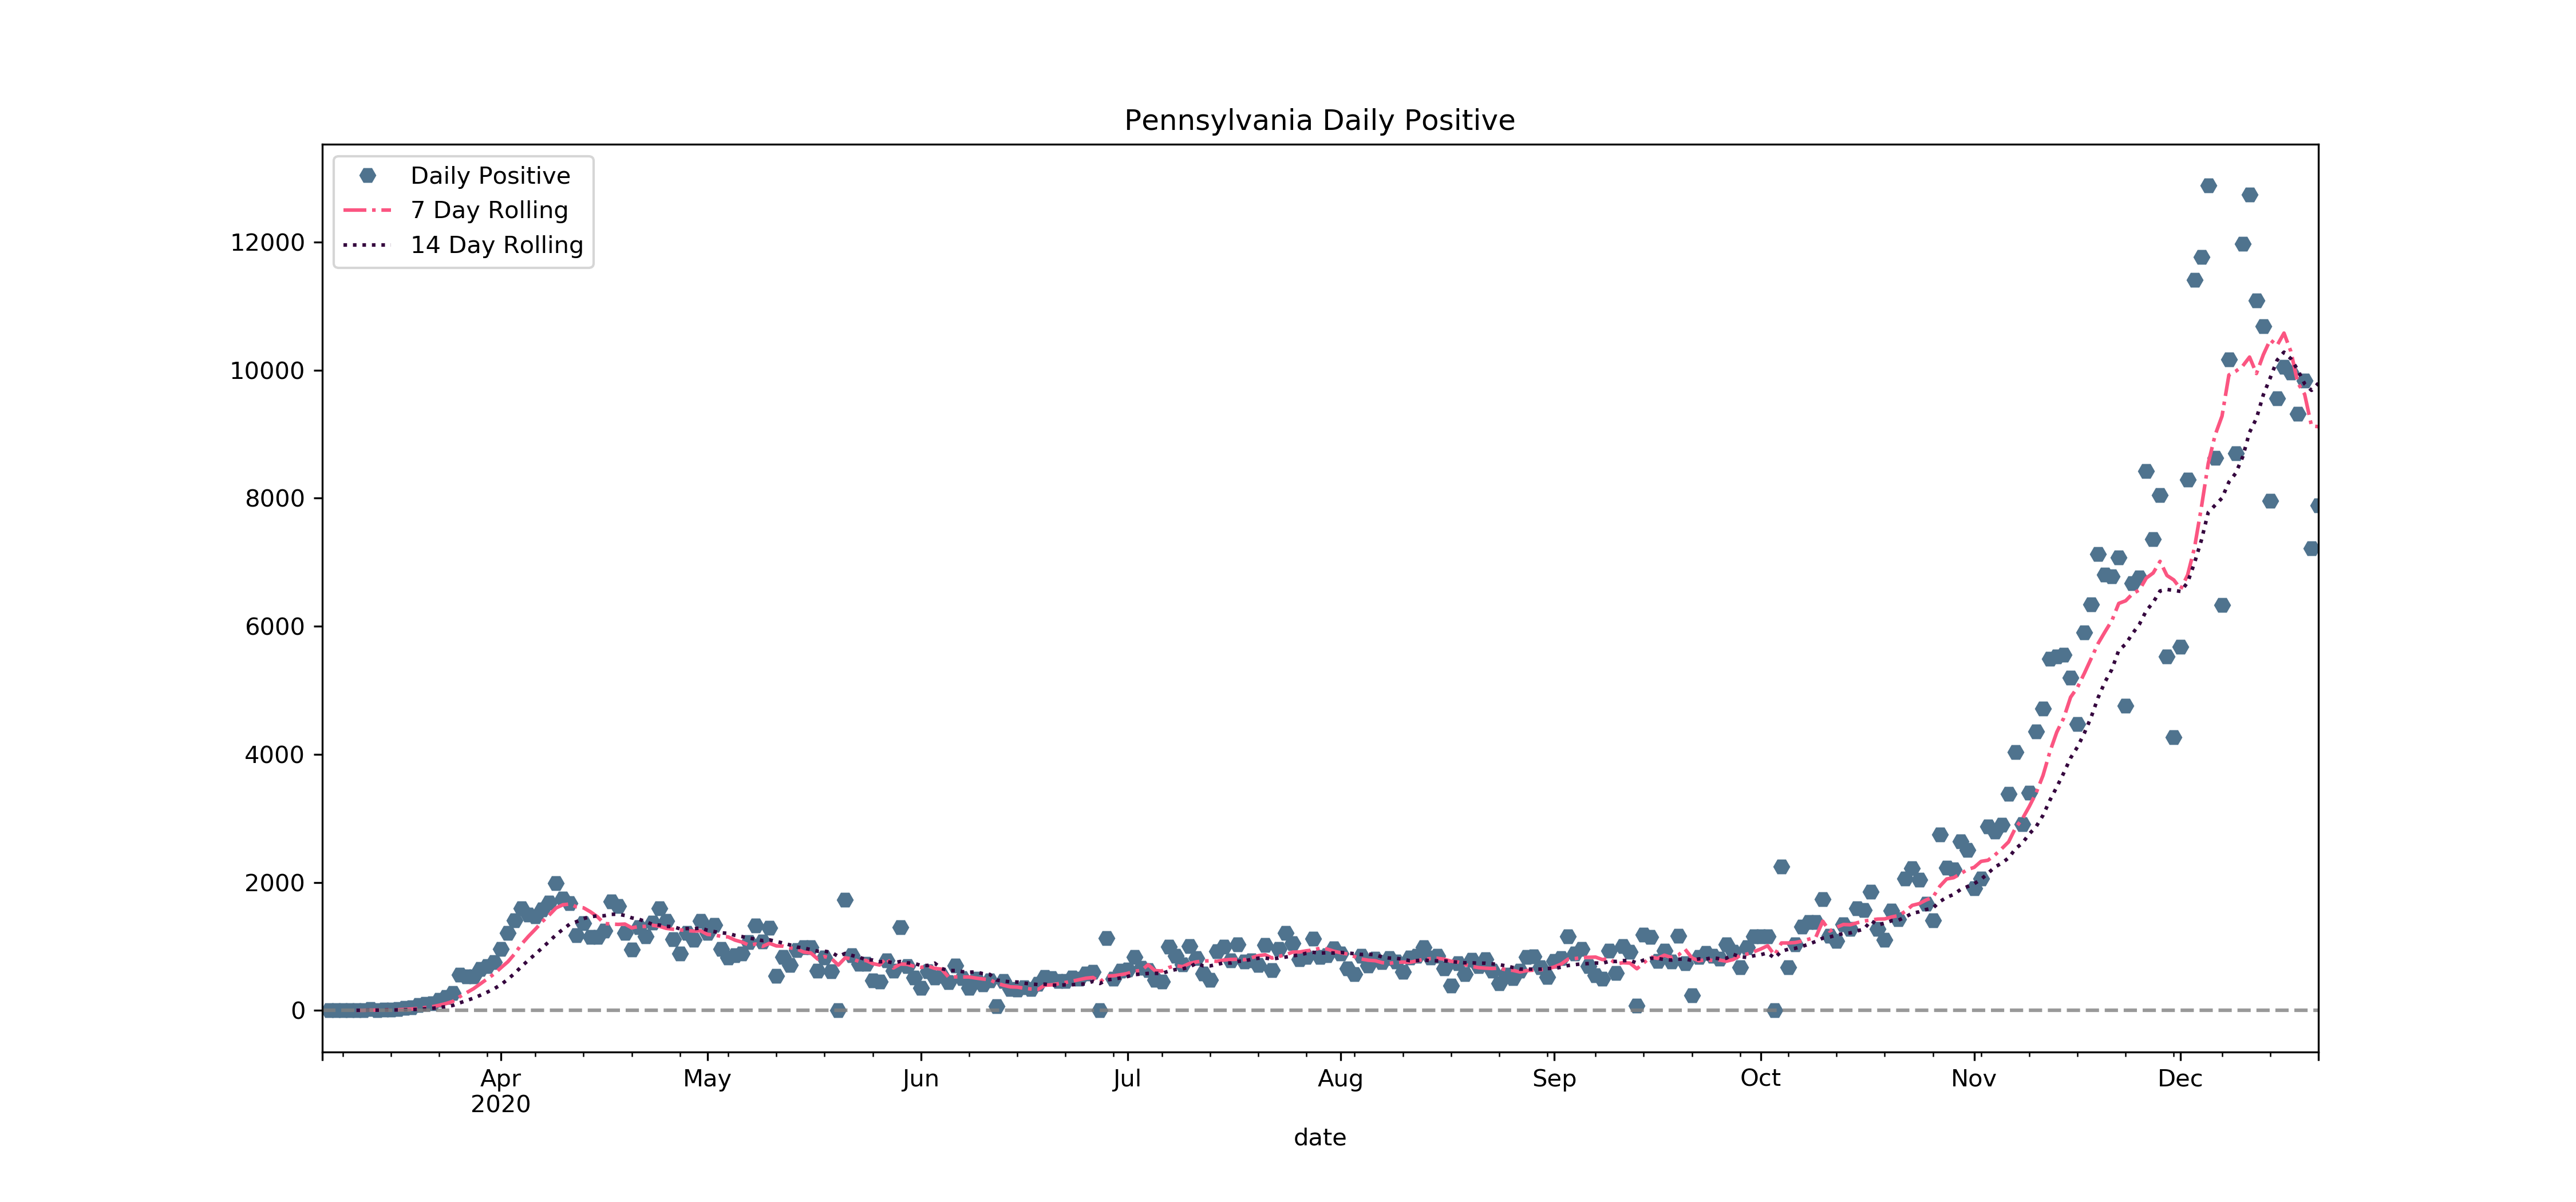 Pennsylvania Daily Positive
Daily Positive
7 Day Rolling
14 Day Rolling
12000
10000
8000
6000
4000
2000
0
Apr May Jun Jul Aug Sep Oct Nov Dec
2020
date